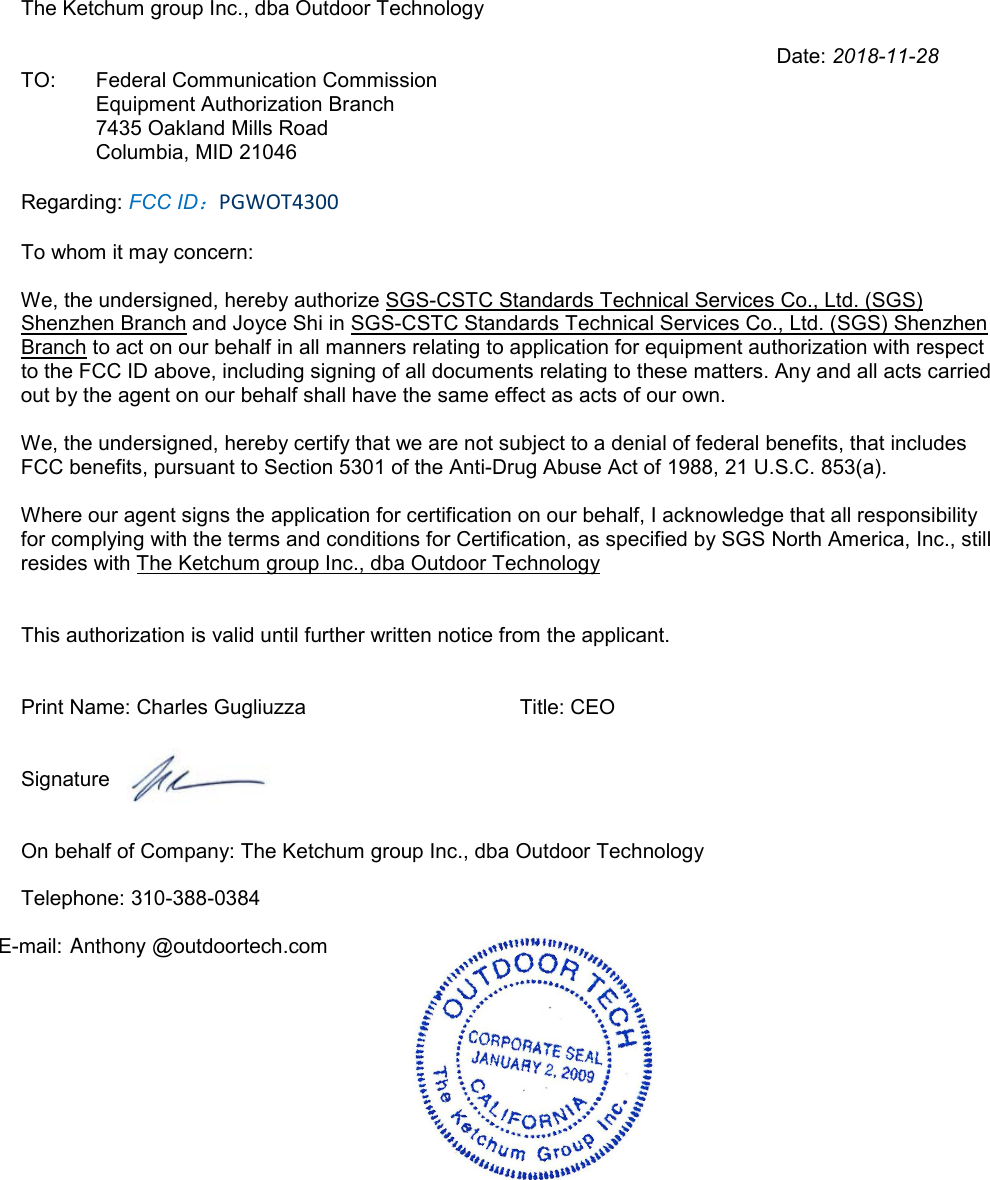 The Ketchum group Inc., dba Outdoor Technology
Date: 2018-11-28
TO: Federal Communication Commission
Equipment Authorization Branch
7435 Oakland Mills Road
Columbia, MID 21046
Regarding: FCC ID：PGWOT4300
To whom it may concern:
We, the undersigned, hereby authorize SGS-CSTC Standards Technical Services Co., Ltd. (SGS)
Shenzhen Branch and Joyce Shi in SGS-CSTC Standards Technical Services Co., Ltd. (SGS) Shenzhen
Branch to act on our behalf in all manners relating to application for equipment authorization with respect
to the FCC ID above, including signing of all documents relating to these matters. Any and all acts carried
out by the agent on our behalf shall have the same effect as acts of our own.
We, the undersigned, hereby certify that we are not subject to a denial of federal benefits, that includes
FCC benefits, pursuant to Section 5301 of the Anti-Drug Abuse Act of 1988, 21 U.S.C. 853(a).
Where our agent signs the application for certification on our behalf, I acknowledge that all responsibility
for complying with the terms and conditions for Certification, as specified by SGS North America, Inc., still
resides with The Ketchum group Inc., dba Outdoor Technology
This authorization is valid until further written notice from the applicant.
Print Name: Charles Gugliuzza Title: CEO
Signature
On behalf of Company: The Ketchum group Inc., dba Outdoor Technology
Telephone: 310-388-0384
E-mail: Anthony @outdoortech.com
OUTDOOR TECH
CORPORATE SEAL
JANUARY 2, 2009
CALIFORNIA
The Ketchum Group Inc.